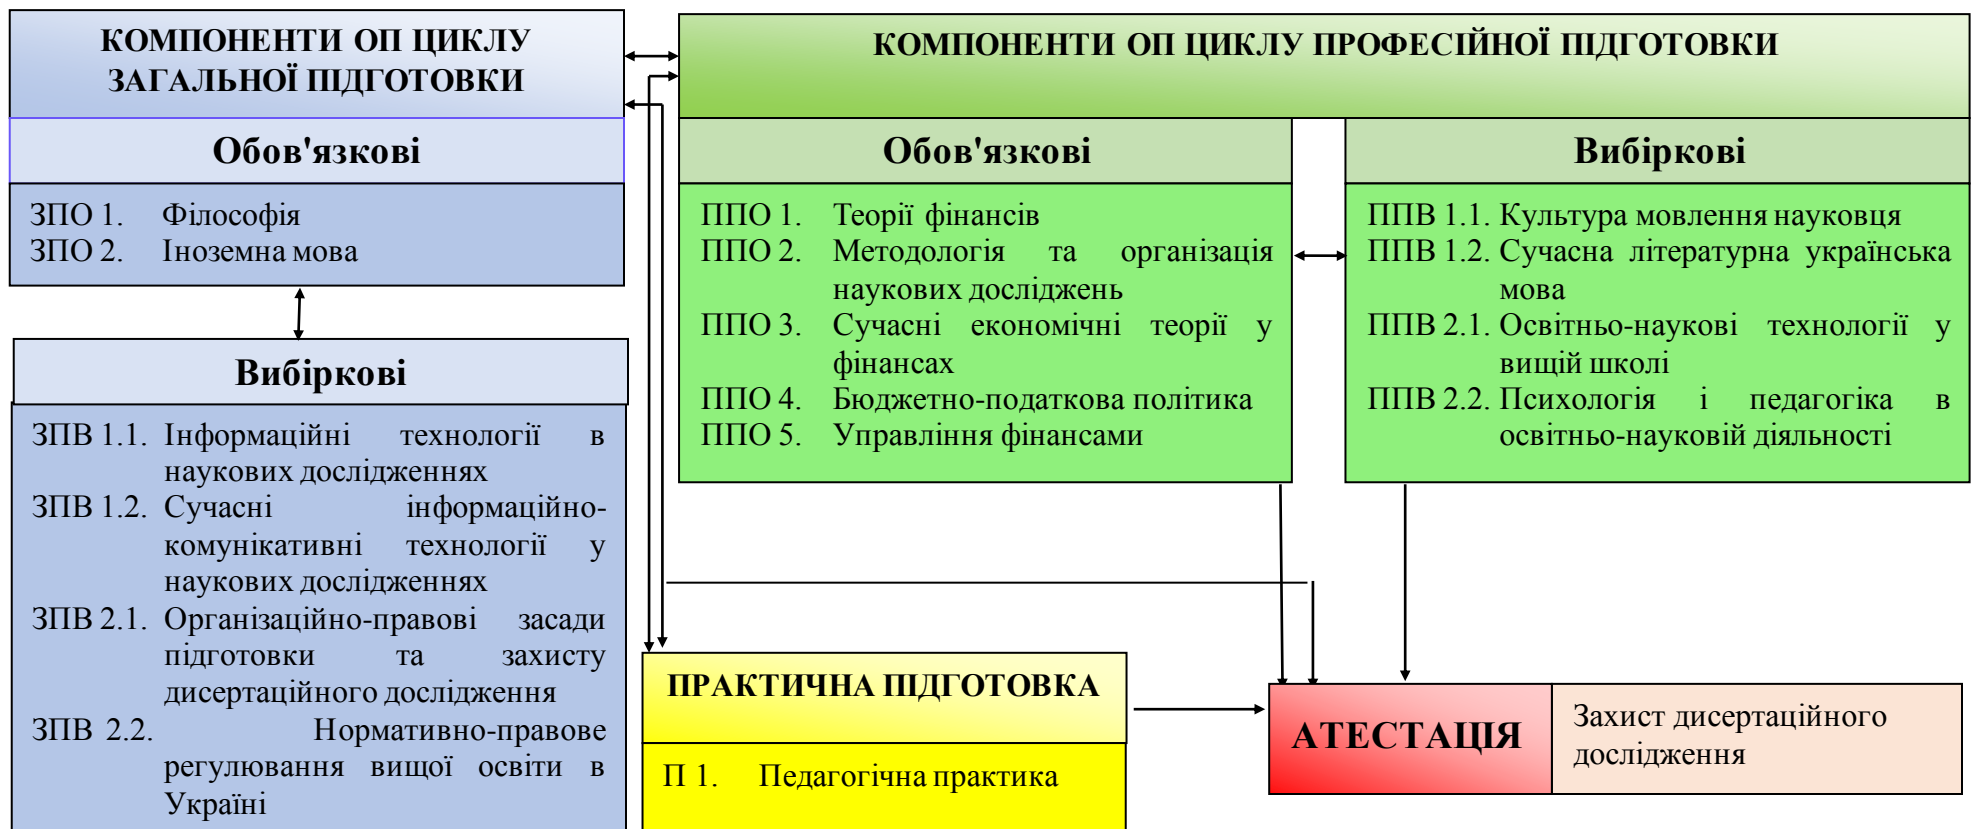 КОМПОНЕНТИ ОП ЦИКЛУ
ЗАГАЛЬНОЇ ПІДГОТОВКИ
Обов'язкові
ЗПО 1. Філософія
ЗПО 2. Іноземна мова
Вибіркові
ЗПВ 1.1. Інформаційні технології в
наукових дослідженнях
ЗПВ 1.2. Сучасні інформаційно-
комунікативні технології у
наукових дослідженнях
ЗПВ 2.1. Організаційно-правові засади
підготовки та захисту
дисертаційного дослідження
ЗПВ 2.2. Нормативно-правове
регулювання вищої освіти в
Україні
КОМПОНЕНТИ ОП ЦИКЛУ ПРОФЕСІЙНОЇ ПІДГОТОВКИ
Обов'язкові
ППО 1. Теорії фінансів
ППО 2. Методологія та організація
наукових досліджень
ППО 3. Сучасні економічні теорії у
фінансах
ППО 4. Бюджетно-податкова політика
ППО 5. Управління фінансами
Вибіркові
ППВ 1.1. Культура мовлення науковця
ППВ 1.2. Сучасна літературна українська
мова
ППВ 2.1. Освітньо-наукові технології у
вищій школі
ППВ 2.2. Психологія і педагогіка в
освітньо-науковій діяльності
ПРАКТИЧНА ПІДГОТОВКА
П 1. Педагогічна практика
АТЕСТАЦІЯ
Захист дисертаційного
дослідження